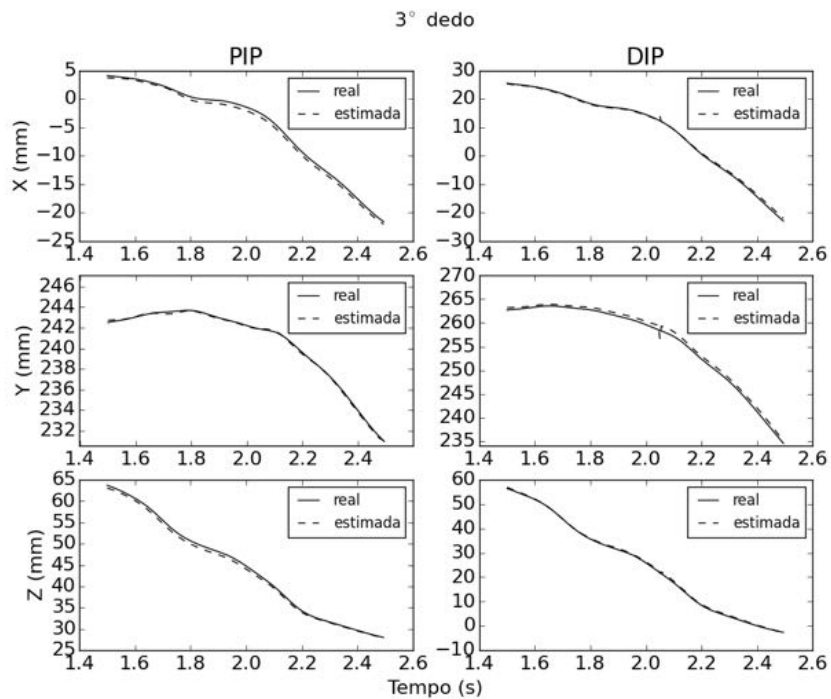 3° dedo
PIP
DIP
X (mm)
5
0
−5
−10
−15
−20
−25
real
estimada
1.4 1.6 1.8 2.0 2.2 2.4 2.6
30
20
10
0
−10
−20
−30
real
estimada
1.4 1.6 1.8 2.0 2.2 2.4 2.6
Y (mm)
246
244
242
240
238
236
234
232
real
estimada
1.4 1.6 1.8 2.0 2.2 2.4 2.6
270
265
260
255
250
245
240
235
real
estimada
1.4 1.6 1.8 2.0 2.2 2.4 2.6
Z (mm)
65
60
55
50
45
40
35
30
25
real
estimada
1.4 1.6 1.8 2.0 2.2 2.4 2.6
60
50
40
30
20
10
0
−10
real
estimada
1.4 1.6 1.8 2.0 2.2 2.4 2.6
Tempo (s)